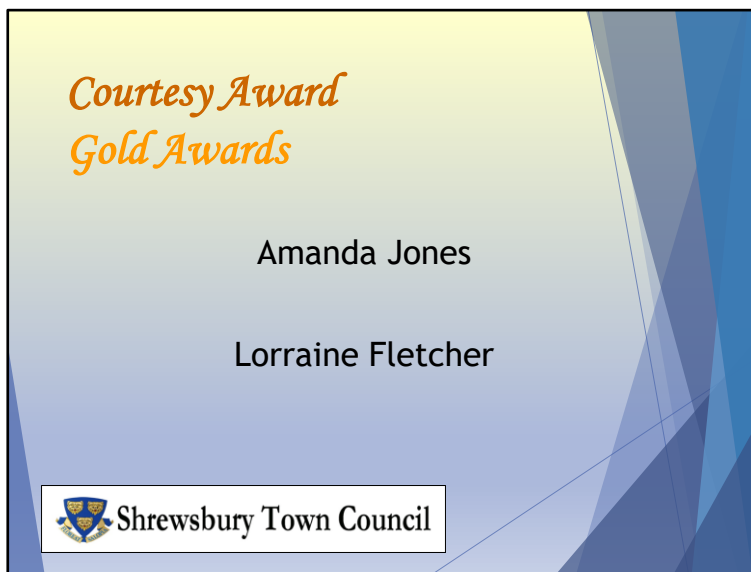 Courtesy Award
Gold Awards
Amanda Jones
Lorraine Fletcher
Shrewsbury Town Council